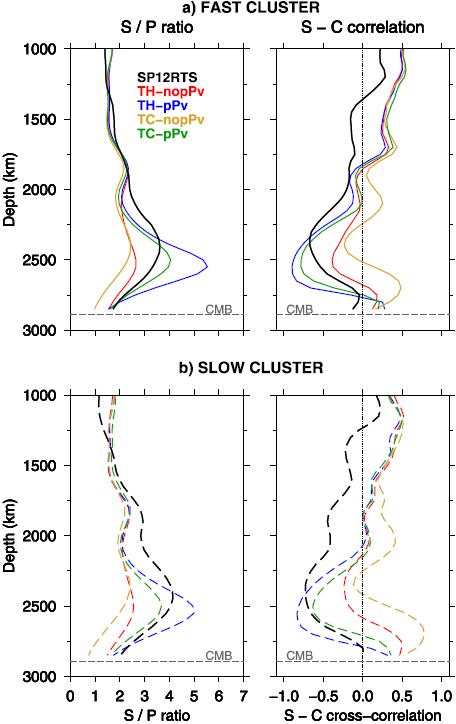 a) FAST CLUSTER
S / P ratio
S − C correlation
1000
1500
2000
2500
3000
Depth (km)
SP12RTS
TH−nopPv
TH−pPv
TC−nopPv
TC−pPv
CMB
CMB
b) SLOW CLUSTER
1000
1500
2000
2500
3000
Depth (km)
CMB
CMB
0 1 2 3 4 5 6 7
−1.0 −0.5 0.0 0.5 1.0
S / P ratio
S − C cross−correlation